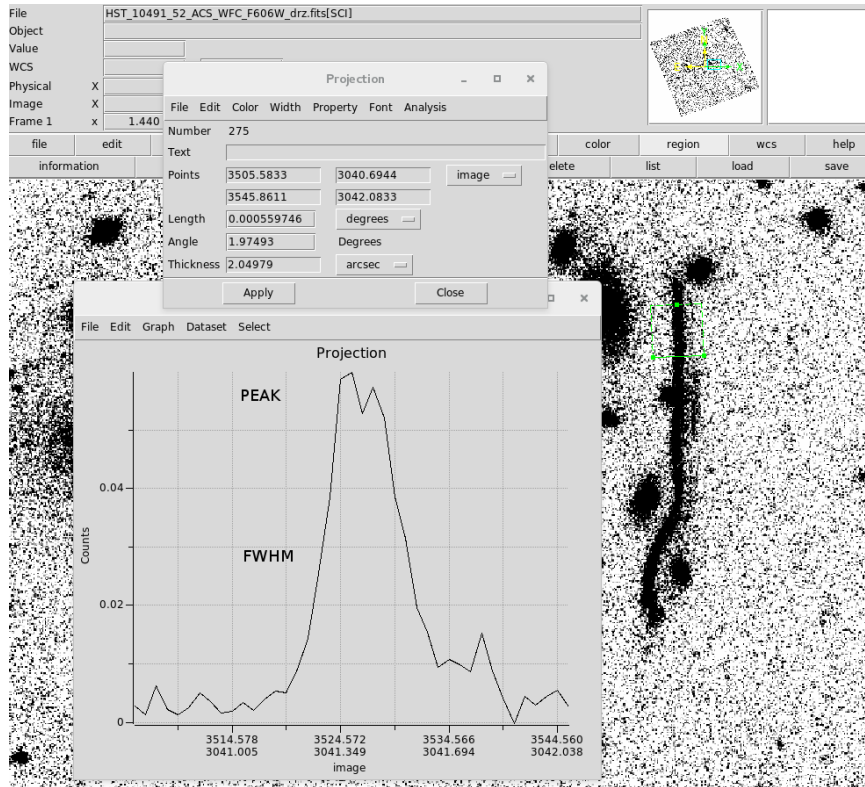 File HST_10491_52_ACS_WFC_F606W_drz.fits[SCI]
Object
Value
WCS
Physical X
Image X
Frame 1 x 1.440
Projection
File Edit Color Width Property Font Analysis
Number 275
Text
Points 3505.5833 3040.6944 image
3545.8611 3042.0833
Length 0.000559746 degrees
Angle 1.97493 Degrees
Thickness 2.04979 arcsec
Apply Close
file edit color region wcs help
information elete list load save
File Edit Graph Dataset Select
Projection
PEAK
FWHM
Counts
0.04
0.02
0
3514.578 3524.572 3534.566 3544.560
3041.005 3041.349 3041.694 3042.038
image